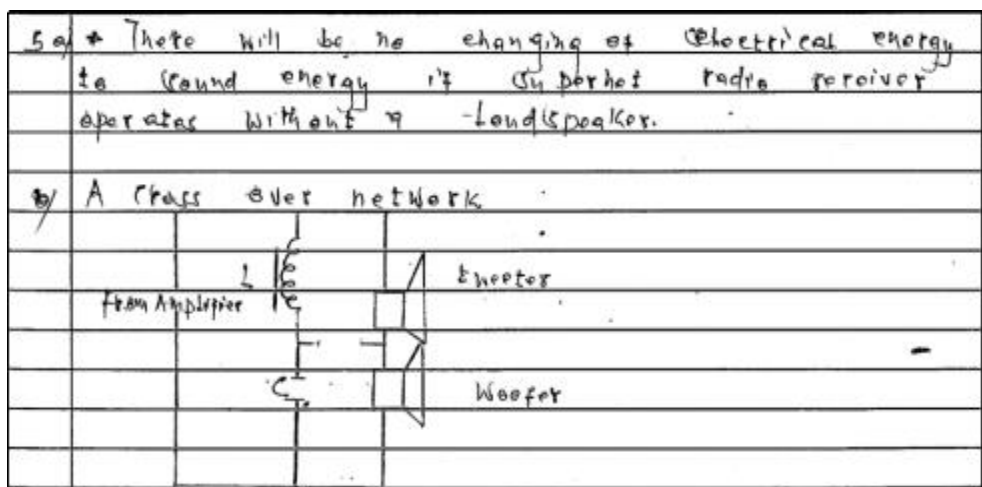 5 a) * There will be no changing of electrical energy
to sound energy if superhet radio receiver
operates without a Loudspeaker.
b) A Cross over network
L
tweeter
From Amplifier
C
Woofer